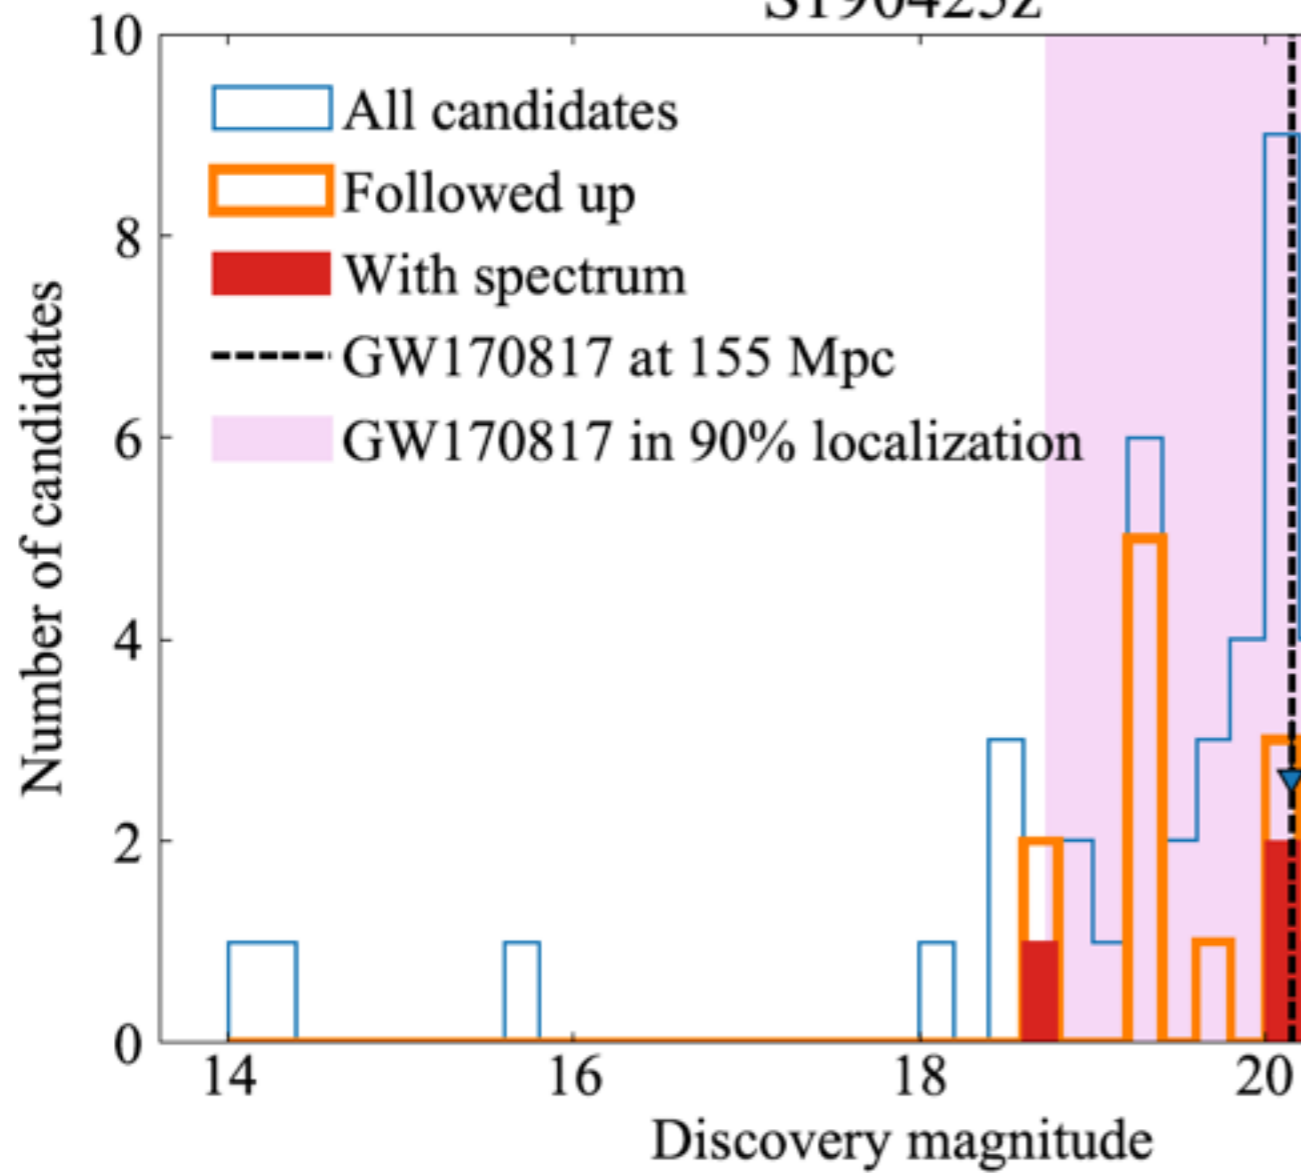 S190425z
10
All candidates
Followed up
With spectrum
GW170817 at 155 Mpc
GW170817 in 90% localization
8
6
4
2
0
Number of candidates
14 16 18 20
Discovery magnitude